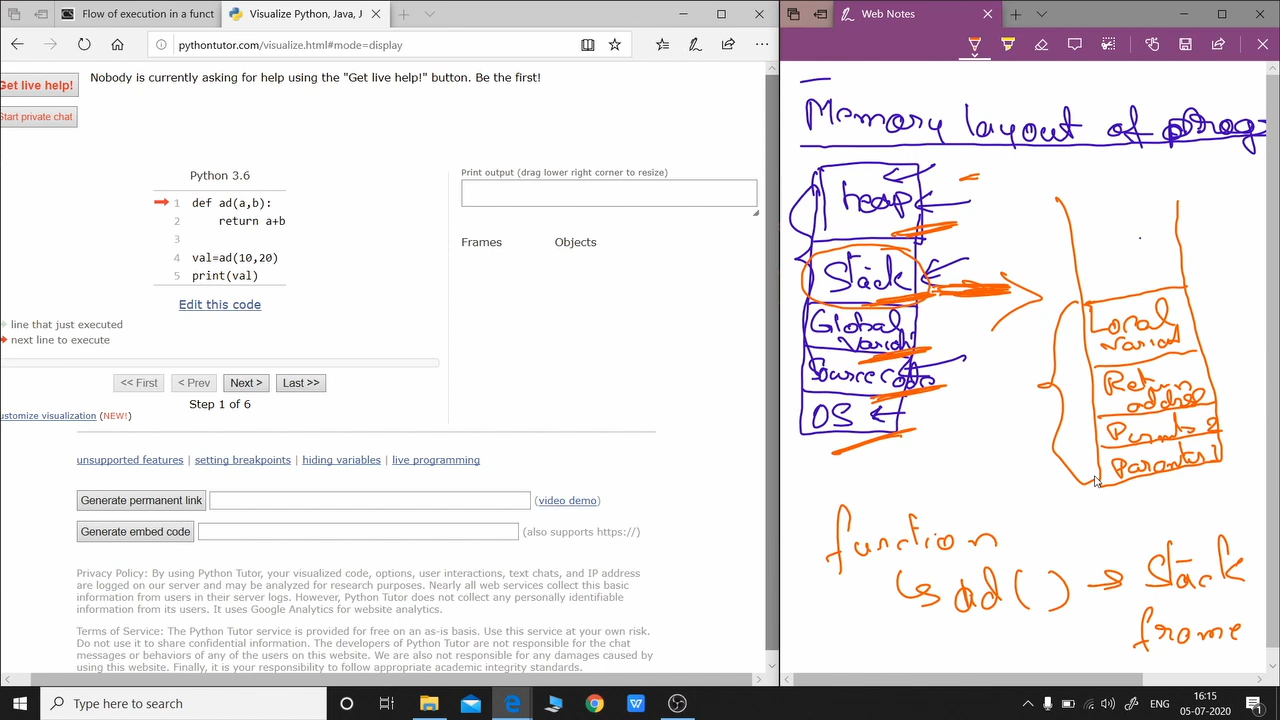 Flow of execution in a funct
Visualize Python, Java, J
pythontutor.com/visualize.html#mode=display
Nobody is currently asking for help using the "Get live help!" button. Be the first!
Get live help!
Start private chat
Python 3.6
1 def ad(a,b):
2 return a+b
3
4 val=ad(10,20)
5 print(val)
Edit this code
line that just executed
next line to execute
<< First
< Prev
Next >
Last >>
Step 1 of 6
ustomize visualization (NEW!)
Print output (drag lower right corner to resize)
Frames
Objects
unsupported features | setting breakpoints | hiding variables | live programming
Generate permanent link
(video demo)
Generate embed code
(also supports https://)
Privacy Policy: By using Python Tutor, your visualized code, options, user interactions, text chats, and IP address
are logged on our server and may be analyzed for research purposes. Nearly all web services collect this basic
information from users in their server logs. However, Python Tutor does not collect any personally identifiable
information from its users. It uses Google Analytics for website analytics.
Terms of Service: The Python Tutor service is provided for free on an as-is basis. Use this service at your own risk.
Do not use it to share confidential information. The developers of Python Tutor are not responsible for the chat
messages or behaviors of any of the users on this website. We are also not responsible for any damages caused by
using this website. Finally, it is your responsibility to follow appropriate academic integrity standards.
Web Notes
Memory layout of
heap
Stack
Global
Source code
OS
Local
Return
function
ad() → Stack
frame
Type here to search
ENG
16:15
05-07-2020
1